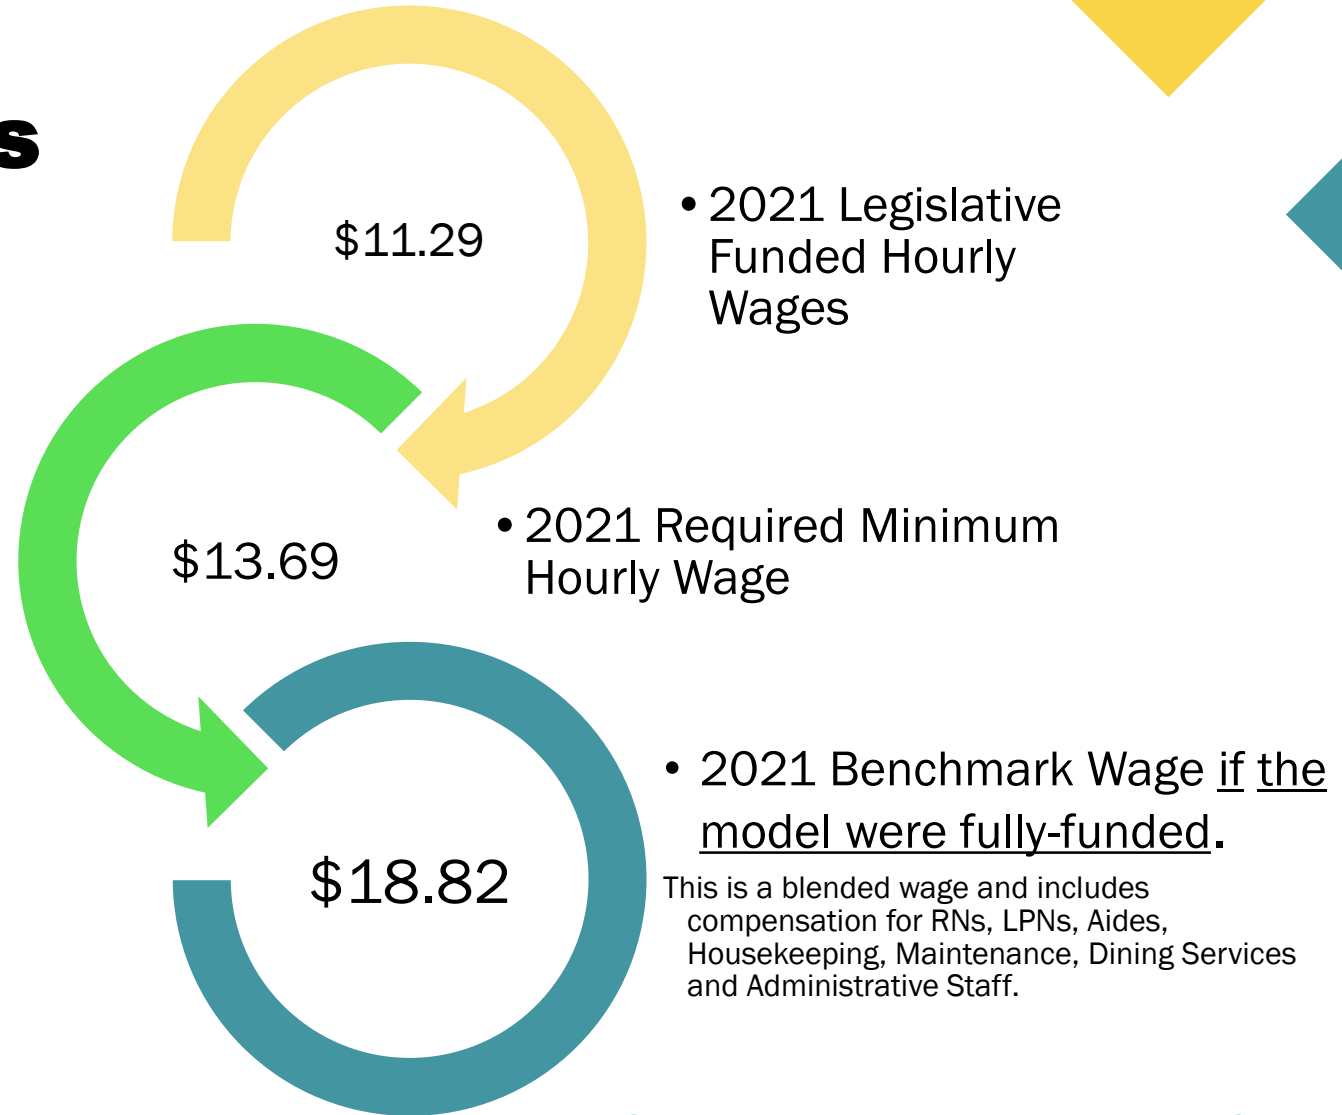 s
$11.29
• 2021 Legislative
Funded Hourly
Wages
$13.69
• 2021 Required Minimum
Hourly Wage
$18.82
• 2021 Benchmark Wage if the
model were fully-funded.
This is a blended wage and includes
compensation for RNs, LPNs, Aides,
Housekeeping, Maintenance, Dining Services
and Administrative Staff.